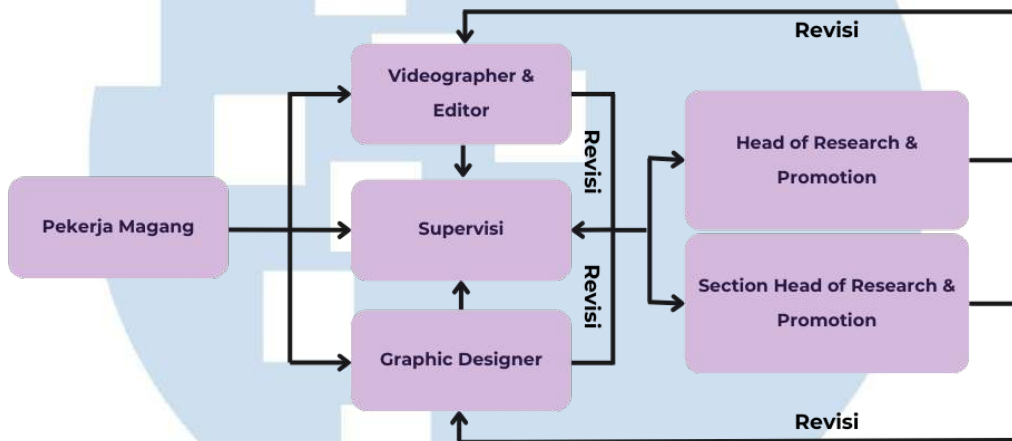 Revisi
Videographer &
Editor
Revisi
Head of Research &
Promotion
Pekerja Magang
Supervisi
Revisi
Section Head of Research &
Promotion
Graphic Designer
Revisi